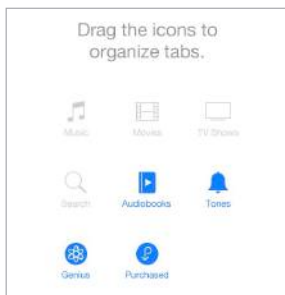 Drag the icons to
organize tabs.
Music Movies TV Shows
Search Audiobooks Tones
Genius Purchased